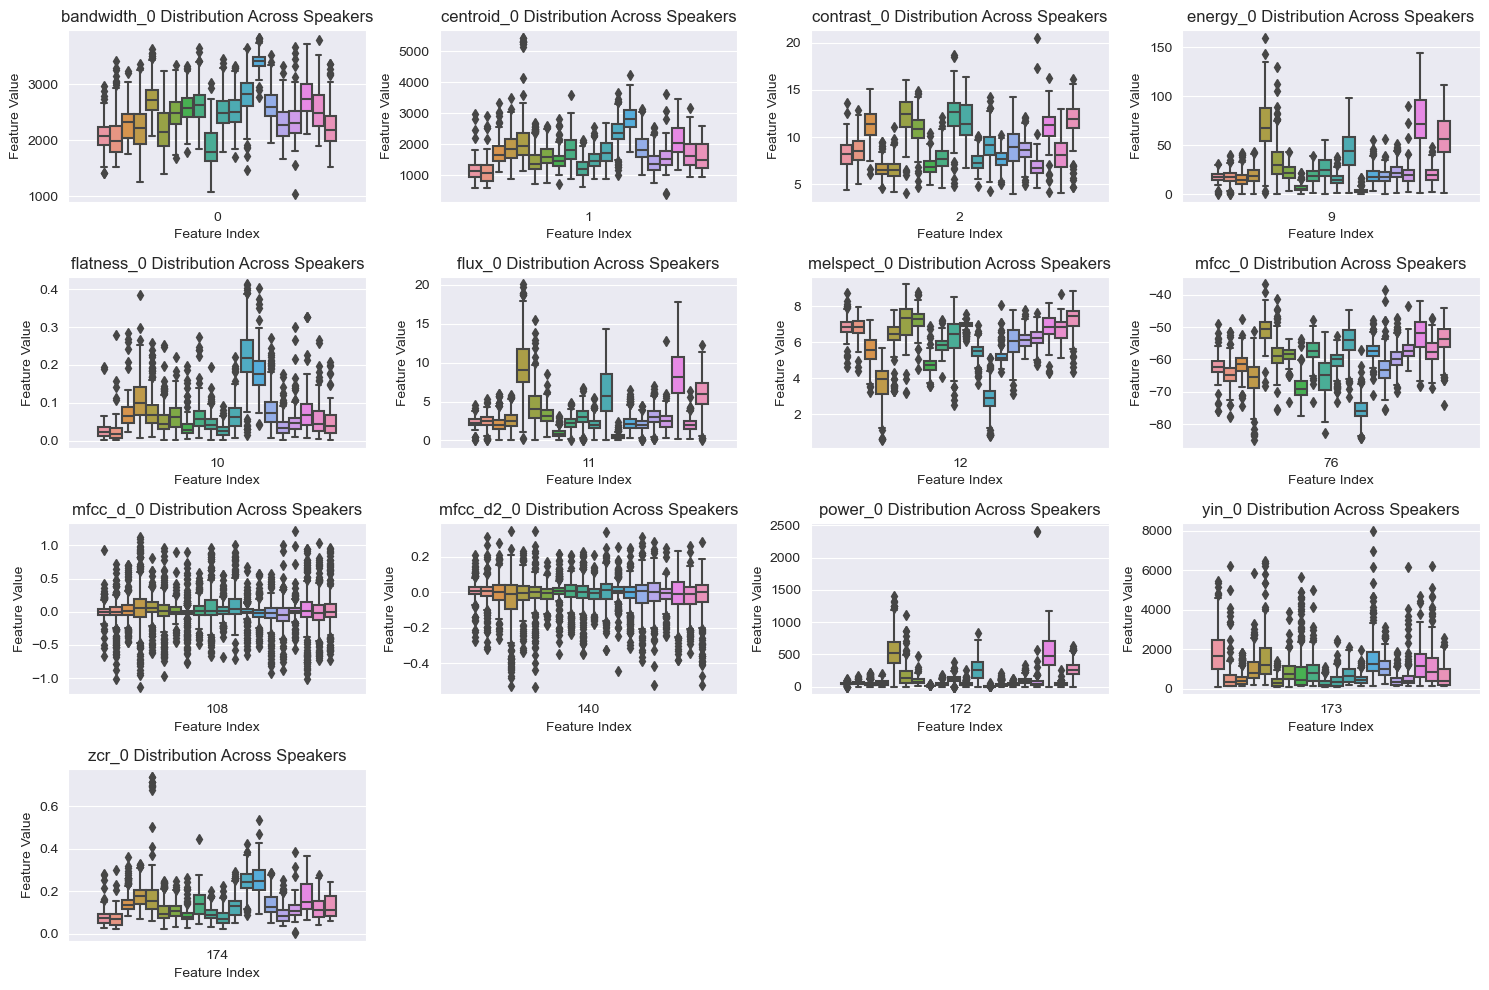 bandwidth_0 Distribution Across Speakers
Feature Value
3000
2000
1000
0
Feature Index
centroid_0 Distribution Across Speakers
Feature Value
5000
4000
3000
2000
1000
1
Feature Index
contrast_0 Distribution Across Speakers
Feature Value
20
15
10
5
2
Feature Index
energy_0 Distribution Across Speakers
Feature Value
150
100
50
0
9
Feature Index
flatness_0 Distribution Across Speakers
Feature Value
0.4
0.3
0.2
0.1
0.0
10
Feature Index
flux_0 Distribution Across Speakers
Feature Value
20
15
10
5
0
11
Feature Index
melspect_0 Distribution Across Speakers
Feature Value
8
6
4
2
12
Feature Index
mfcc_0 Distribution Across Speakers
Feature Value
−40
−50
−60
−70
−80
76
Feature Index
mfcc_d_0 Distribution Across Speakers
Feature Value
1.0
0.5
0.0
−0.5
−1.0
108
Feature Index
mfcc_d2_0 Distribution Across Speakers
Feature Value
0.2
0.0
−0.2
−0.4
140
Feature Index
power_0 Distribution Across Speakers
Feature Value
2500
2000
1500
1000
500
0
172
Feature Index
yin_0 Distribution Across Speakers
Feature Value
8000
6000
4000
2000
0
173
Feature Index
zcr_0 Distribution Across Speakers
Feature Value
0.6
0.4
0.2
0.0
174
Feature Index